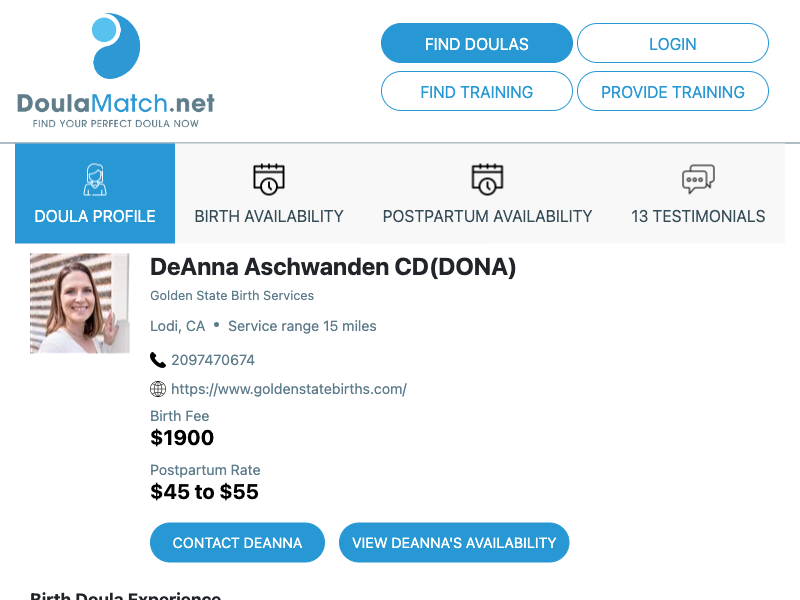 DoulaMatch.net
FIND YOUR PERFECT DOULA NOW
FIND DOULAS
LOGIN
FIND TRAINING
PROVIDE TRAINING
DOULA PROFILE
BIRTH AVAILABILITY
POSTPARTUM AVAILABILITY
13 TESTIMONIALS
DeAnna Aschwanden CD(DONA)
Golden State Birth Services
Lodi, CA • Service range 15 miles
2097470674
https://www.goldenstatebirths.com/
Birth Fee
$1900
Postpartum Rate
$45 to $55
CONTACT DEANNA
VIEW DEANNA'S AVAILABILITY
Birth Doula Experience